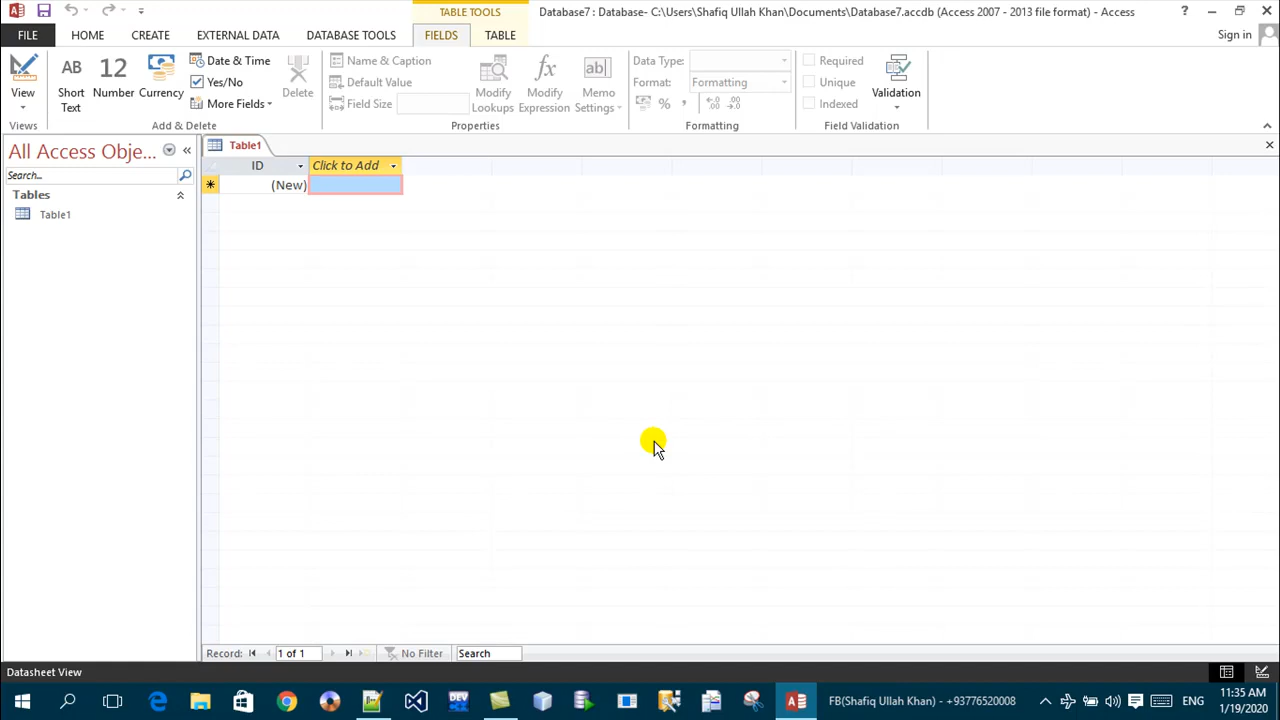 TABLE TOOLS
Database7 : Database- C:\Users\Shafiq Ullah Khan\Documents\Database7.accdb (Access 2007 - 2013 file format) - Access
?
FILE HOME CREATE EXTERNAL DATA DATABASE TOOLS FIELDS TABLE
Sign in
View
Views
AB
Short
Text
12
Number
Currency
Date & Time
Yes/No
More Fields
Delete
Add & Delete
Name & Caption
Default Value
Field Size
Modify
Lookups
fx
Modify
Expression
ab|
Memo
Settings
Properties
Data Type:
Format: Formatting
% , .00
Formatting
Required
Unique
Indexed
Validation
Field Validation
All Access Obje...
Search...
Tables
Table1
Table1
ID Click to Add
(New)
Record: 1 of 1 No Filter Search
Datasheet View
FB(Shafiq Ullah Khan) - +93776520008
ENG
11:35 AM
1/19/2020